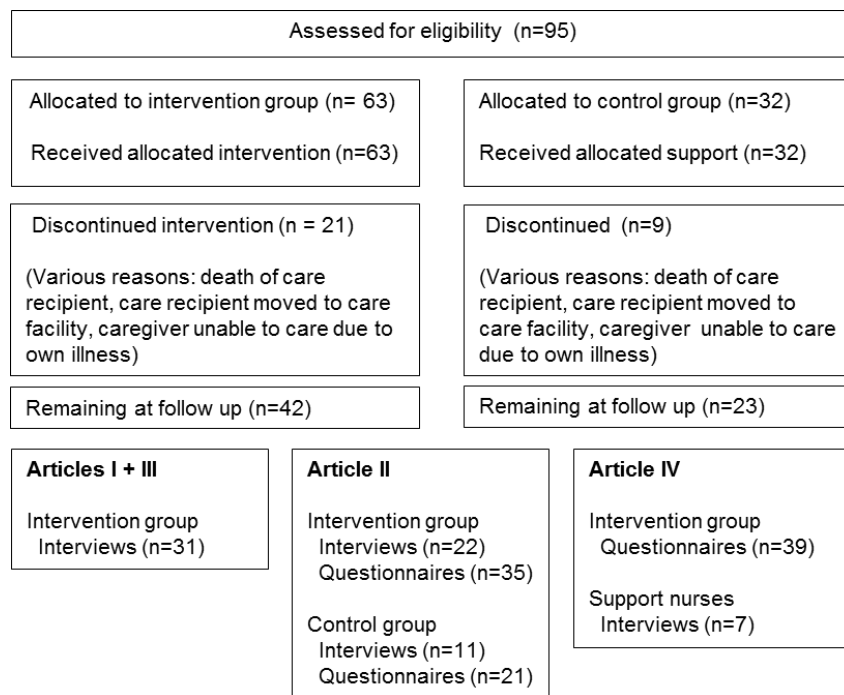 Assessed for eligibility (n=95)
Allocated to intervention group (n= 63)
Received allocated intervention (n=63)
Allocated to control group (n=32)
Received allocated support (n=32)
Discontinued intervention (n = 21)
(Various reasons: death of care
recipient, care recipient moved to care
facility, caregiver unable to care due to
own illness)
Discontinued (n=9)
(Various reasons: death of care
recipient, care recipient moved to
care facility, caregiver unable to care
due to own illness)
Remaining at follow up (n=42)
Remaining at follow up (n=23)
Articles I + III
Intervention group
Interviews (n=31)
Article II
Intervention group
Interviews (n=22)
Questionnaires (n=35)
Control group
Interviews (n=11)
Questionnaires (n=21)
Article IV
Intervention group
Questionnaires (n=39)
Support nurses
Interviews (n=7)